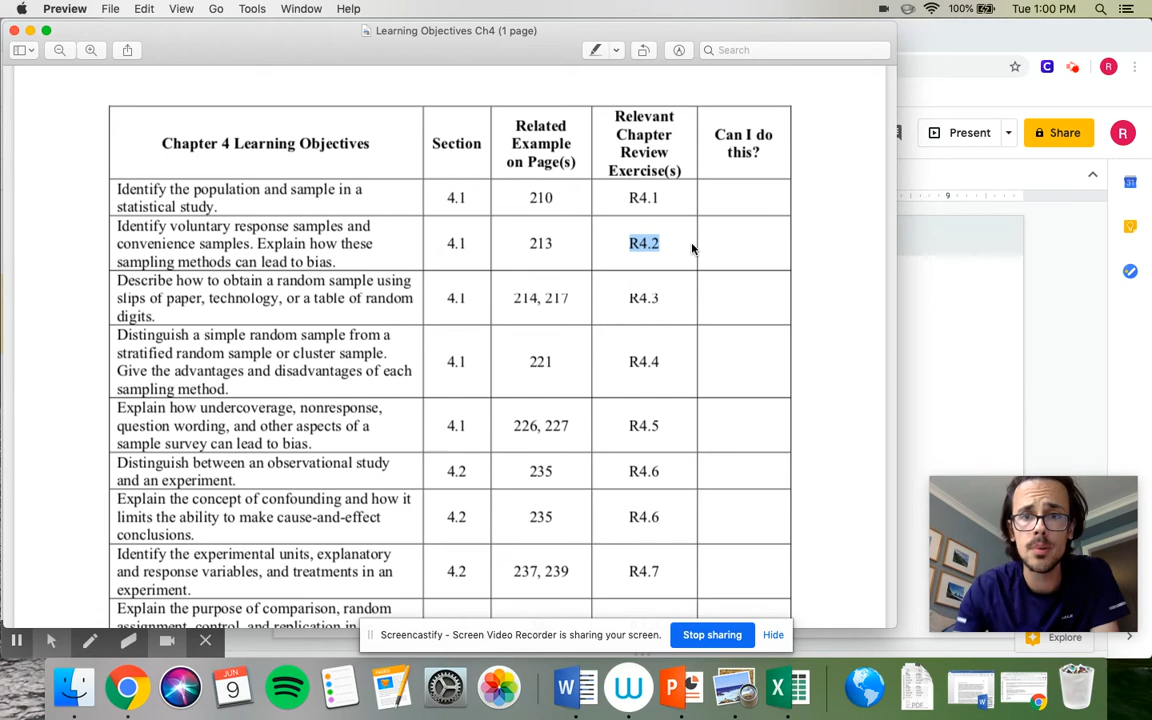 Preview File Edit View Go Tools Window Help
100% Tue 1:00 PM
Learning Objectives Ch4 (1 page)
Search
R
Present
Share
R
9
31
Chapter 4 Learning Objectives
Section
Related
Example
on Page(s)
Relevant
Chapter
Review
Exercise(s)
Can I do
this?
Identify the population and sample in a
statistical study.
4.1
210
R4.1
Identify voluntary response samples and
convenience samples. Explain how these
sampling methods can lead to bias.
4.1
213
R4.2
Describe how to obtain a random sample using
slips of paper, technology, or a table of random
digits.
4.1
214, 217
R4.3
Distinguish a simple random sample from a
stratified random sample or cluster sample.
Give the advantages and disadvantages of each
sampling method.
4.1
221
R4.4
Explain how undercoverage, nonresponse,
question wording, and other aspects of a
sample survey can lead to bias.
4.1
226, 227
R4.5
Distinguish between an observational study
and an experiment.
4.2
235
R4.6
Explain the concept of confounding and how it
limits the ability to make cause-and-effect
conclusions.
4.2
235
R4.6
Identify the experimental units, explanatory
and response variables, and treatments in an
experiment.
4.2
237, 239
R4.7
Explain the purpose of comparison, random
assignment, control, and replication in
Screencastify - Screen Video Recorder is sharing your screen.
Stop sharing
Hide
Explore
JUN
9
PDF